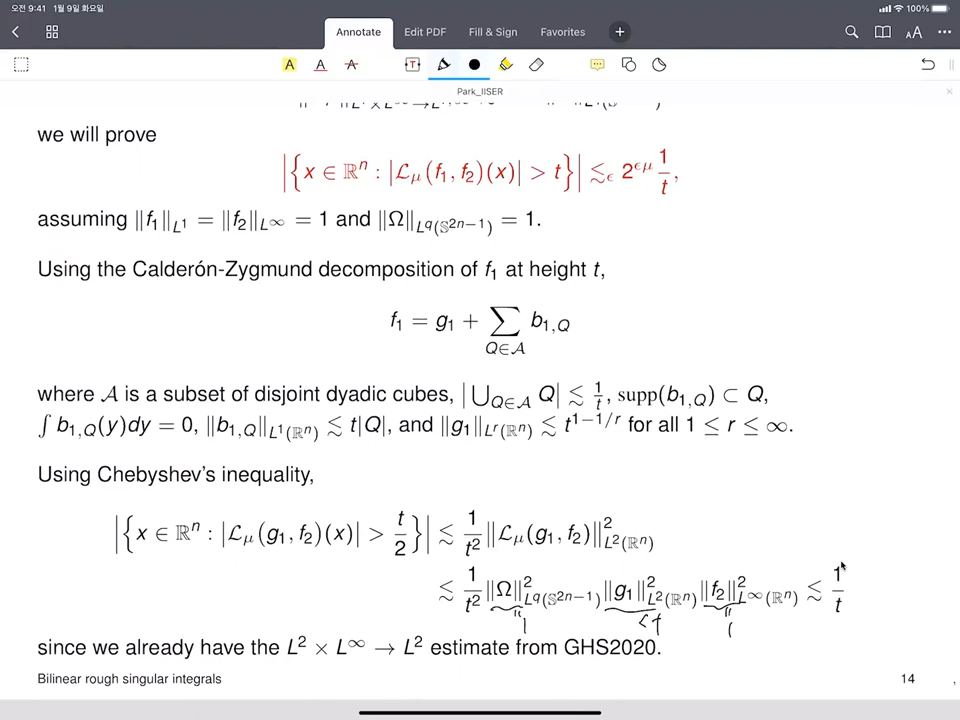 오전 9:41 1월 9일 화요일 100%
Annotate Edit PDF Fill & Sign Favorites
Park_IISER
we will prove
|{x ∈ ℝⁿ : |ℒ_μ(f₁, f₂)(x)| > t}| ≲_ϵ 2^{ϵμ} 1/t,
assuming ‖f₁‖_{L¹} = ‖f₂‖_{L^∞} = 1 and ‖Ω‖_{L^q(𝕊^{2n−1})} = 1.
Using the Calderón-Zygmund decomposition of f₁ at height t,
f₁ = g₁ + ∑_{Q∈𝒜} b_{1,Q}
where 𝒜 is a subset of disjoint dyadic cubes, |⋃_{Q∈𝒜} Q| ≲ 1/t, supp(b_{1,Q}) ⊂ Q,
∫ b_{1,Q}(y)dy = 0, ‖b_{1,Q}‖_{L¹(ℝⁿ)} ≲ t|Q|, and ‖g₁‖_{L^r(ℝⁿ)} ≲ t^{1−1/r} for all 1 ≤ r ≤ ∞.
Using Chebyshev's inequality,
|{x ∈ ℝⁿ : |ℒ_μ(g₁, f₂)(x)| > t/2}| ≲ 1/t² ‖ℒ_μ(g₁, f₂)‖²_{L²(ℝⁿ)}
≲ 1/t² ‖Ω‖²_{L^q(𝕊^{2n−1})} ‖g₁‖²_{L²(ℝⁿ)} ‖f₂‖²_{L^∞(ℝⁿ)} ≲ 1/t
since we already have the L² × L^∞ → L² estimate from GHS2020.
Bilinear rough singular integrals 14